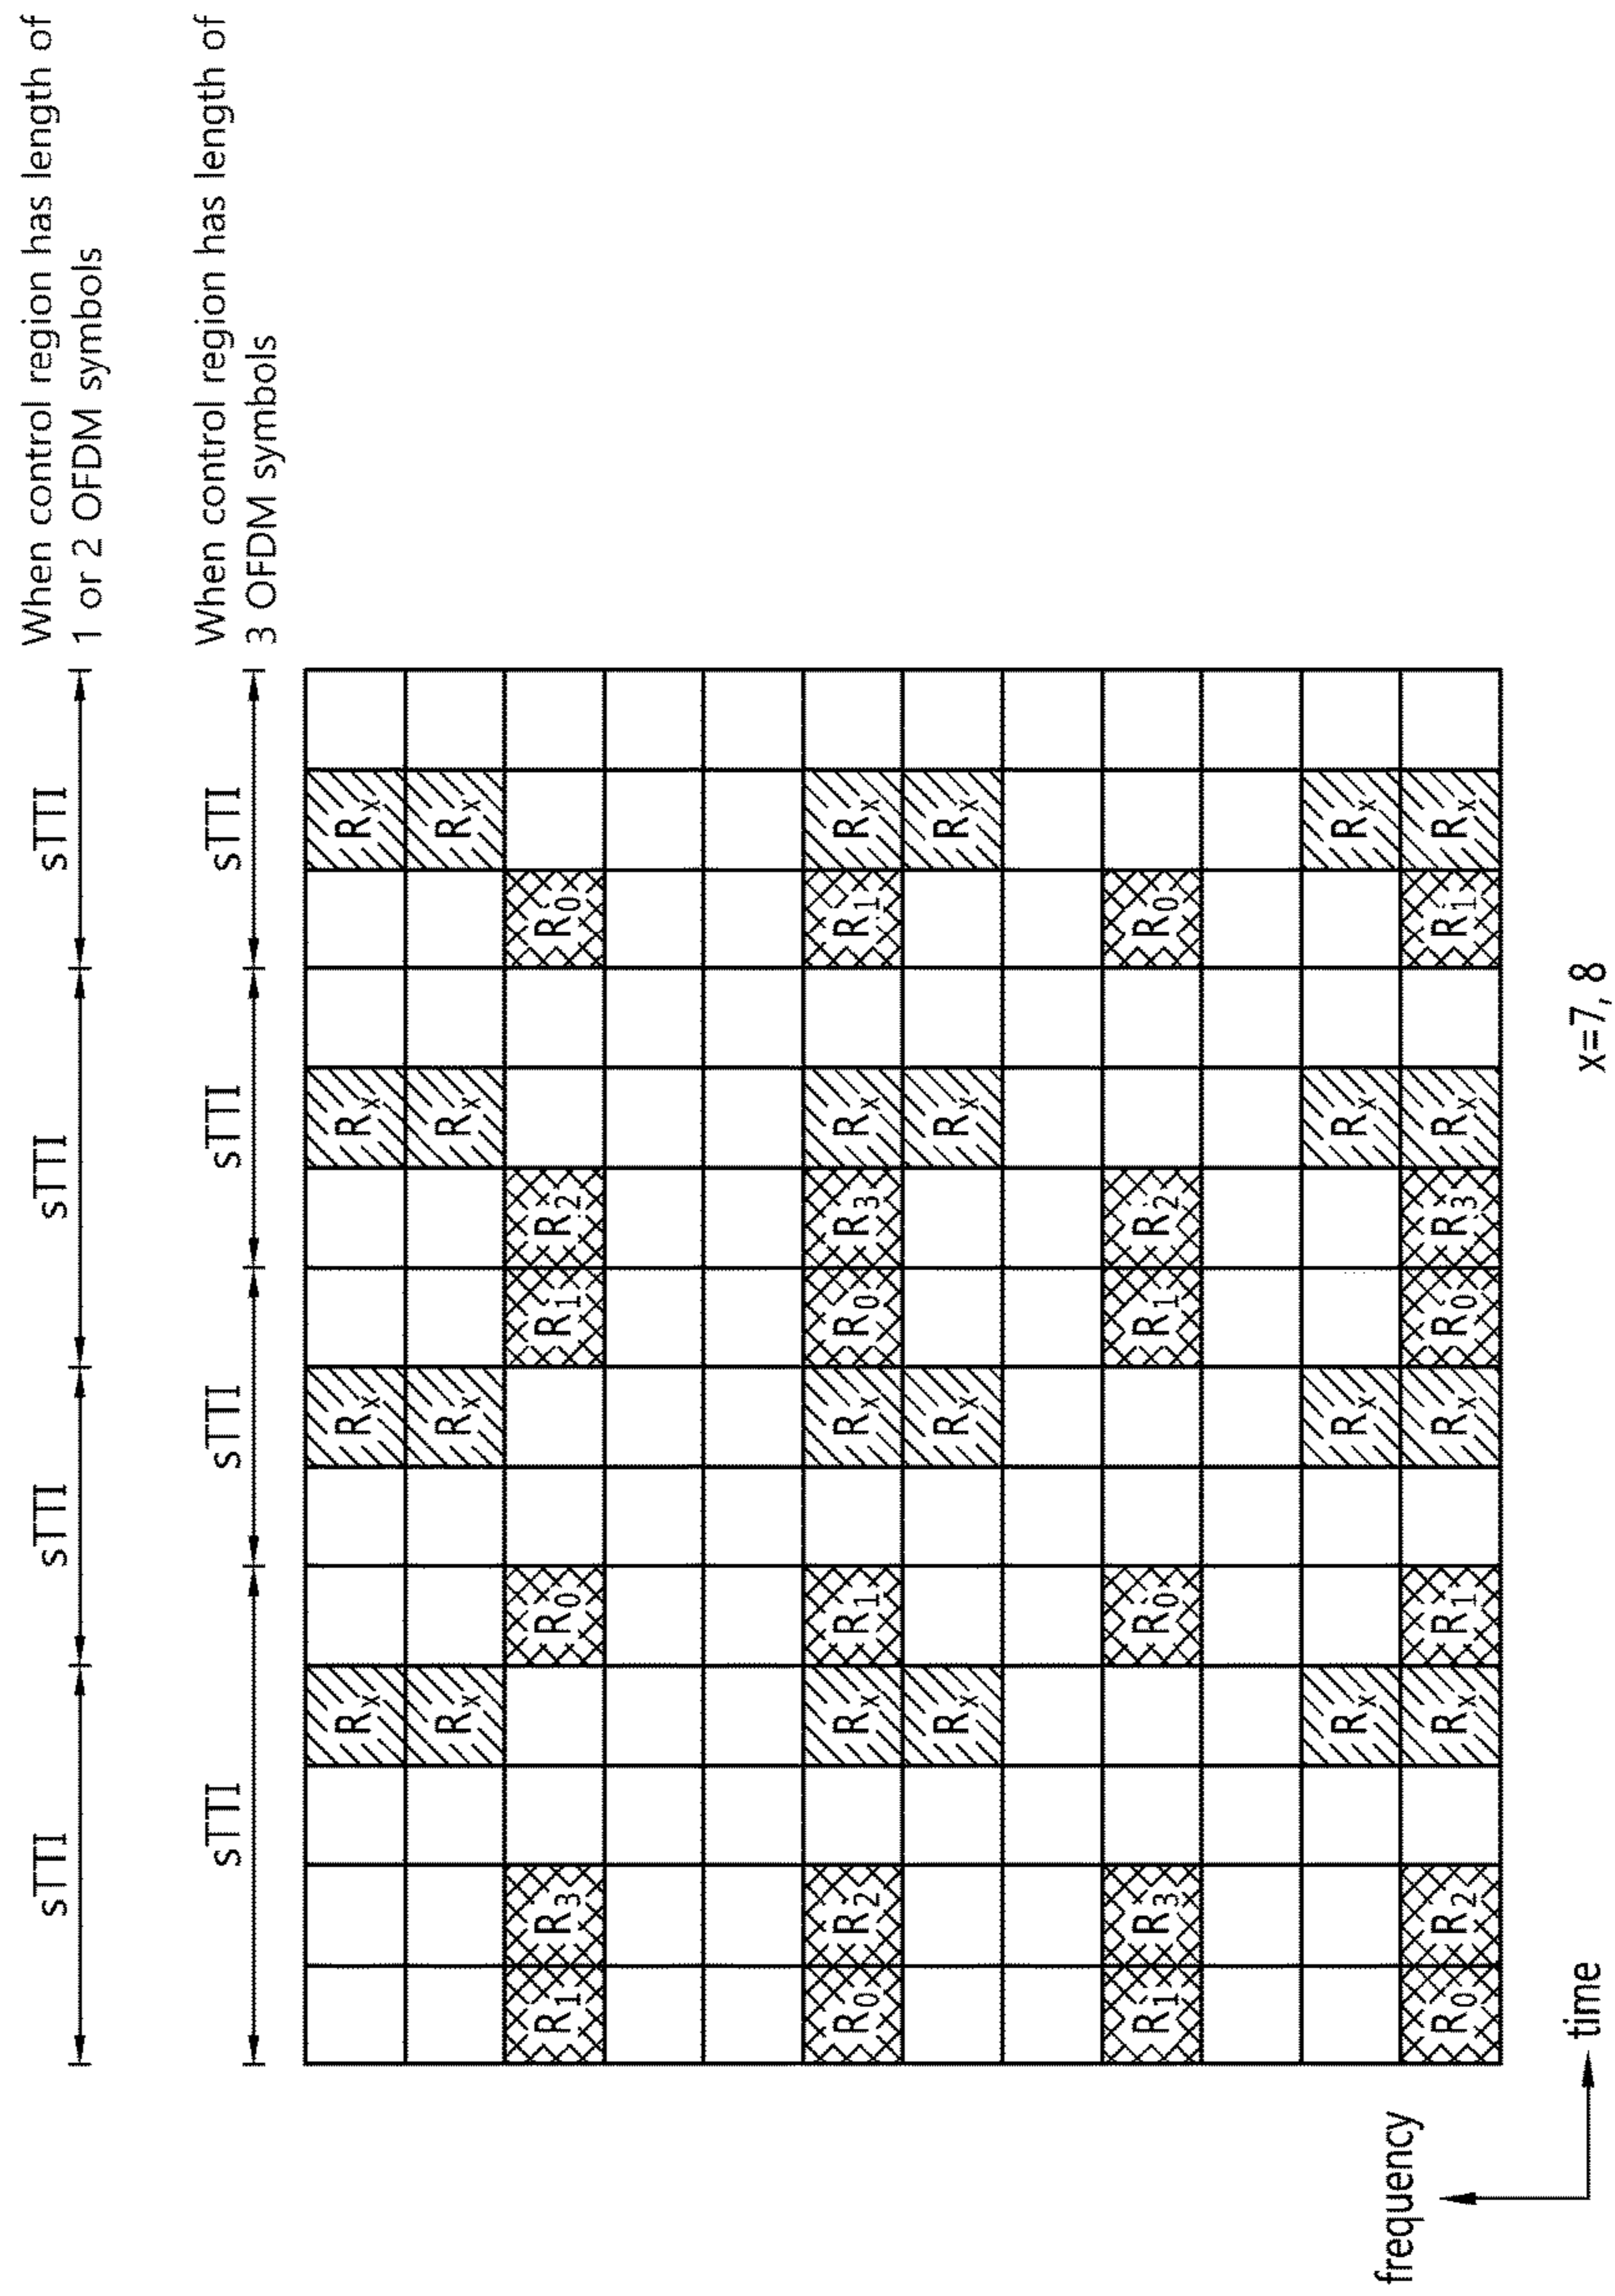 When control region has length of
sTTI sTTI sTTI sTTI 1 or 2 OFDM symbols
When control region has length of
sTTI sTTI sTTI sTTI 3 OFDM symbols
Rx Rx Rx Rx
Rx Rx Rx Rx
R1 R3 R0 R1 R2 R0
R0 R2 Rx R1 Rx R0 R3 Rx R1 Rx
Rx Rx Rx Rx
R1 R3 R0 R1 R2 R0
Rx Rx Rx Rx
R0 R2 Rx R1 Rx R0 R3 Rx R1 Rx
frequency
time
x=7, 8